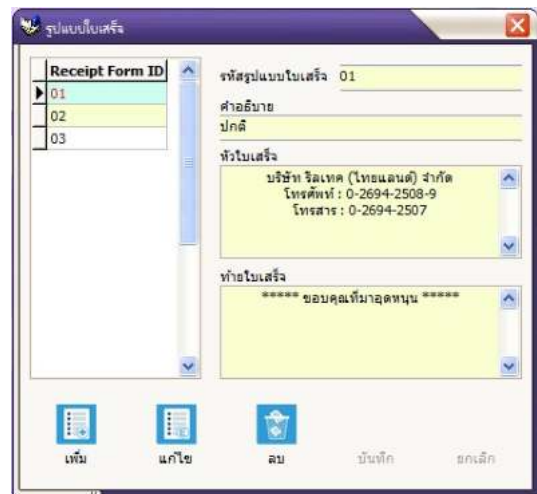 รูปแบบใบเสร็จ
Receipt Form ID
01
02
03
รหัสรูปแบบใบเสร็จ 01
คำอธิบาย
ปกติ
หัวใบเสร็จ
บริษัท ริลเทค (ไทยแลนด์) จำกัด
โทรศัพท์ : 0-2694-2508-9
โทรสาร : 0-2694-2507
ท้ายใบเสร็จ
***** ขอบคุณที่มาอุดหนุน *****
เพิ่ม แก้ไข ลบ บันทึก ยกเลิก